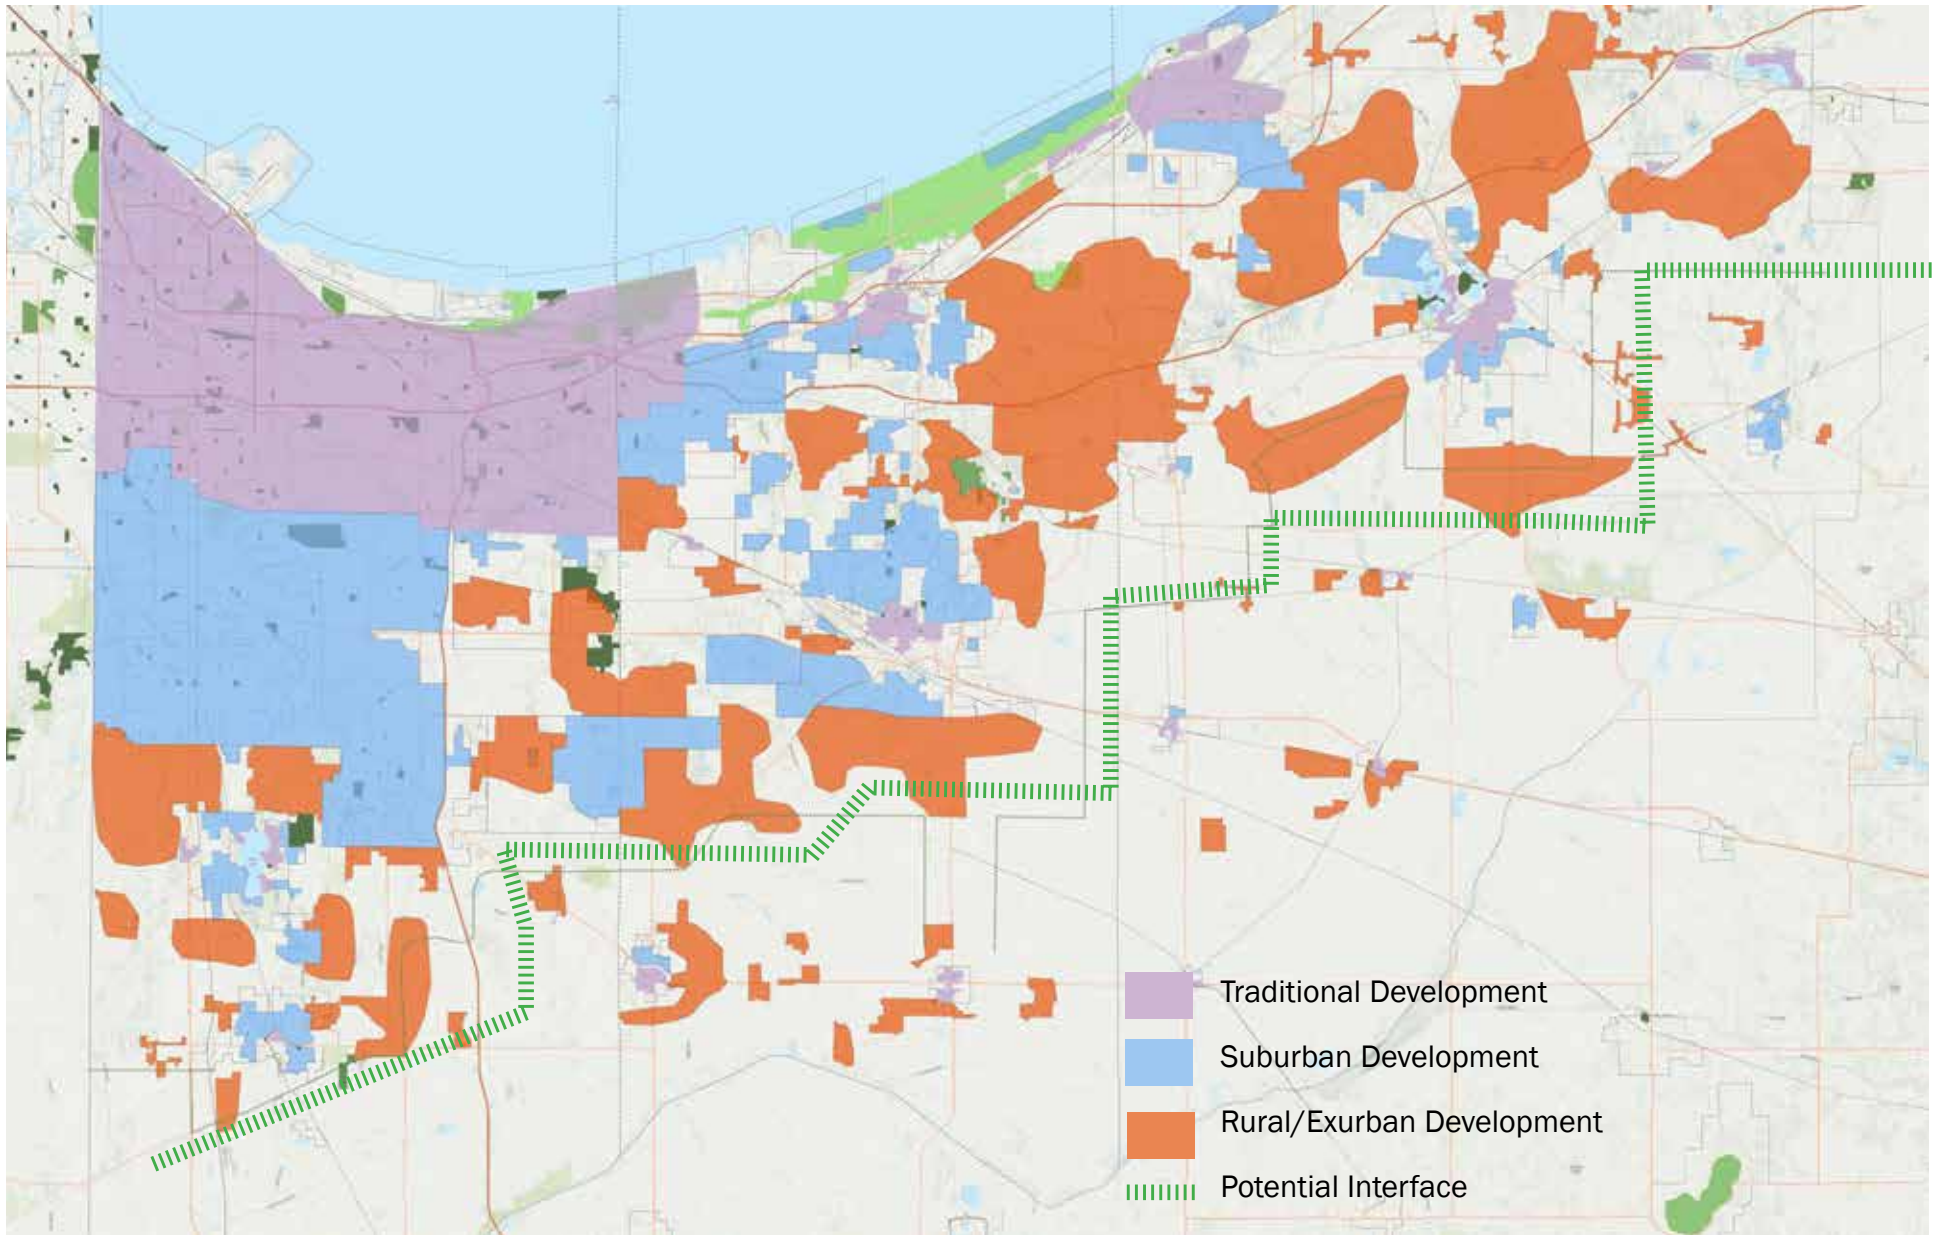 Traditional Development
Suburban Development
Rural/Exurban Development
Potential Interface